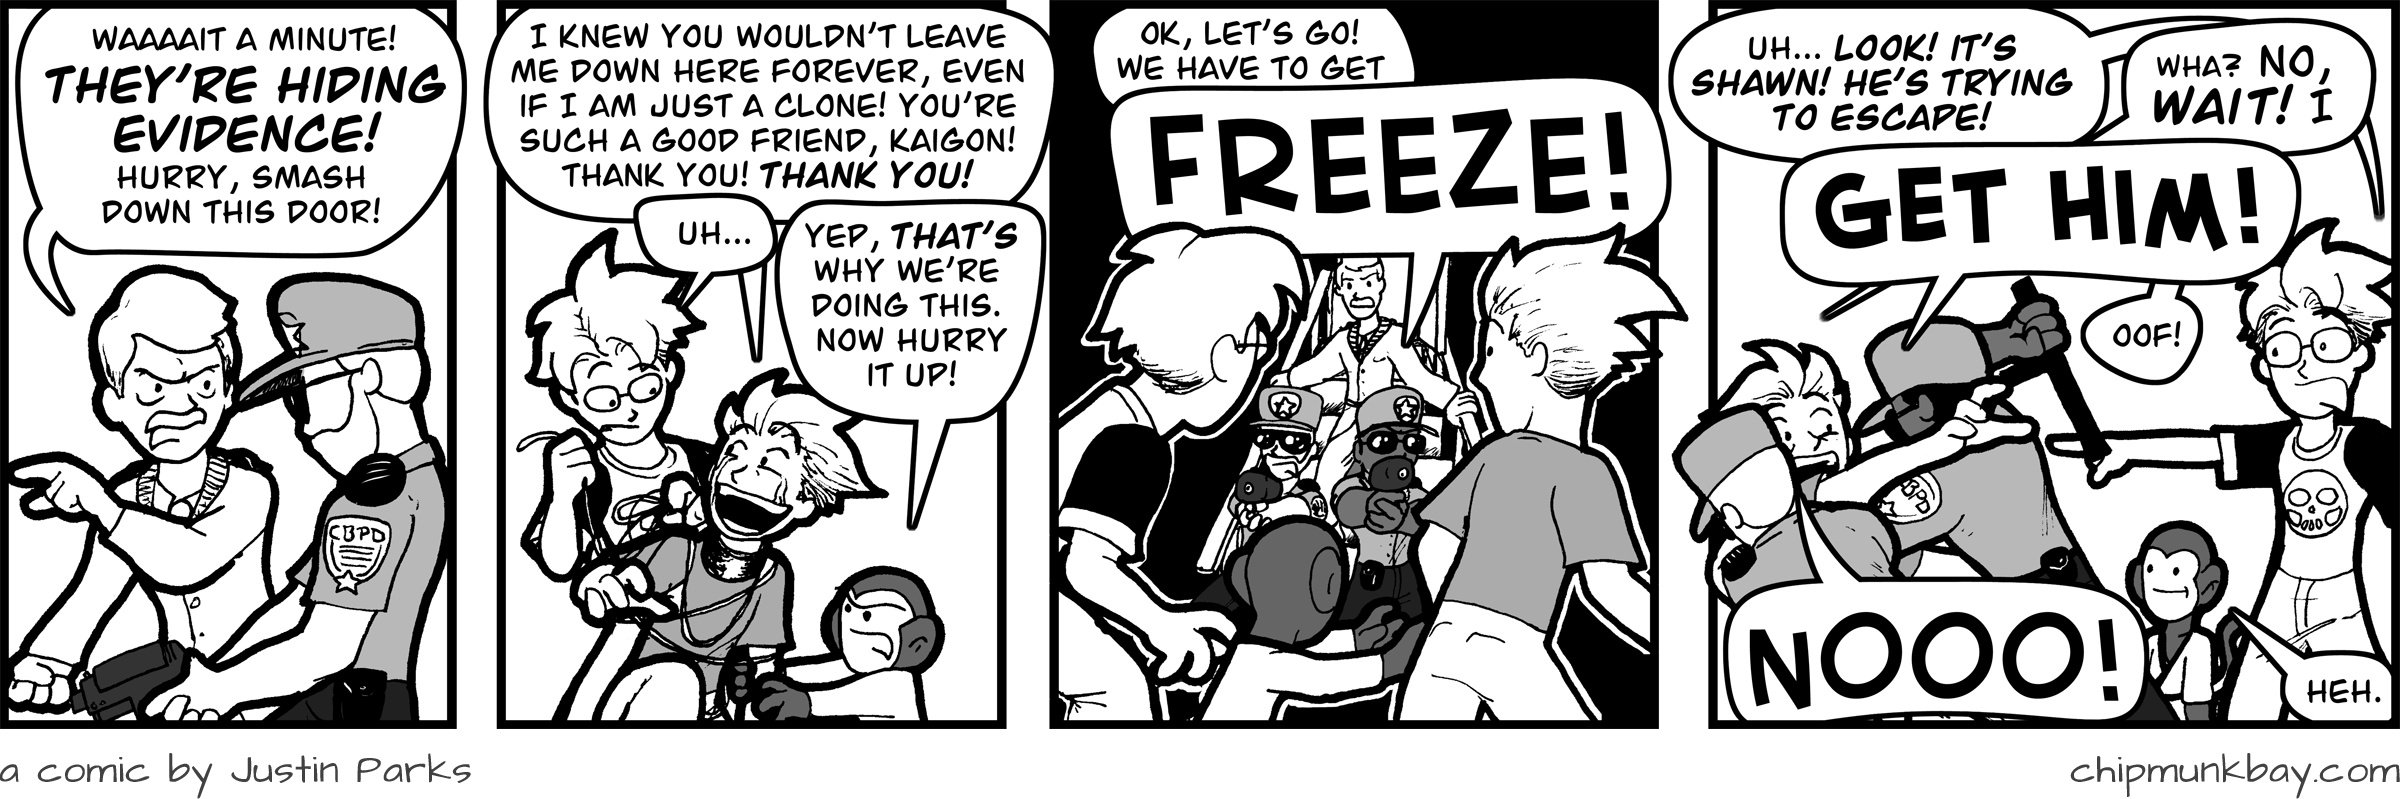 WAAAAIT A MINUTE!
THEY'RE HIDING
EVIDENCE!
HURRY, SMASH
DOWN THIS DOOR!
CBPD
I KNEW YOU WOULDN'T LEAVE
ME DOWN HERE FOREVER, EVEN
IF I AM JUST A CLONE! YOU'RE
SUCH A GOOD FRIEND, KAIGON!
THANK YOU! THANK YOU!
UH...
YEP, THAT'S
WHY WE'RE
DOING THIS.
NOW HURRY
IT UP!
OK, LET'S GO!
WE HAVE TO GET
FREEZE!
UH... LOOK! IT'S
SHAWN! HE'S TRYING
TO ESCAPE!
WHA? NO,
WAIT! I
GET HIM!
OOF!
CBPD
NOOO!
HEH.
a comic by Justin Parks
chipmunkbay.com